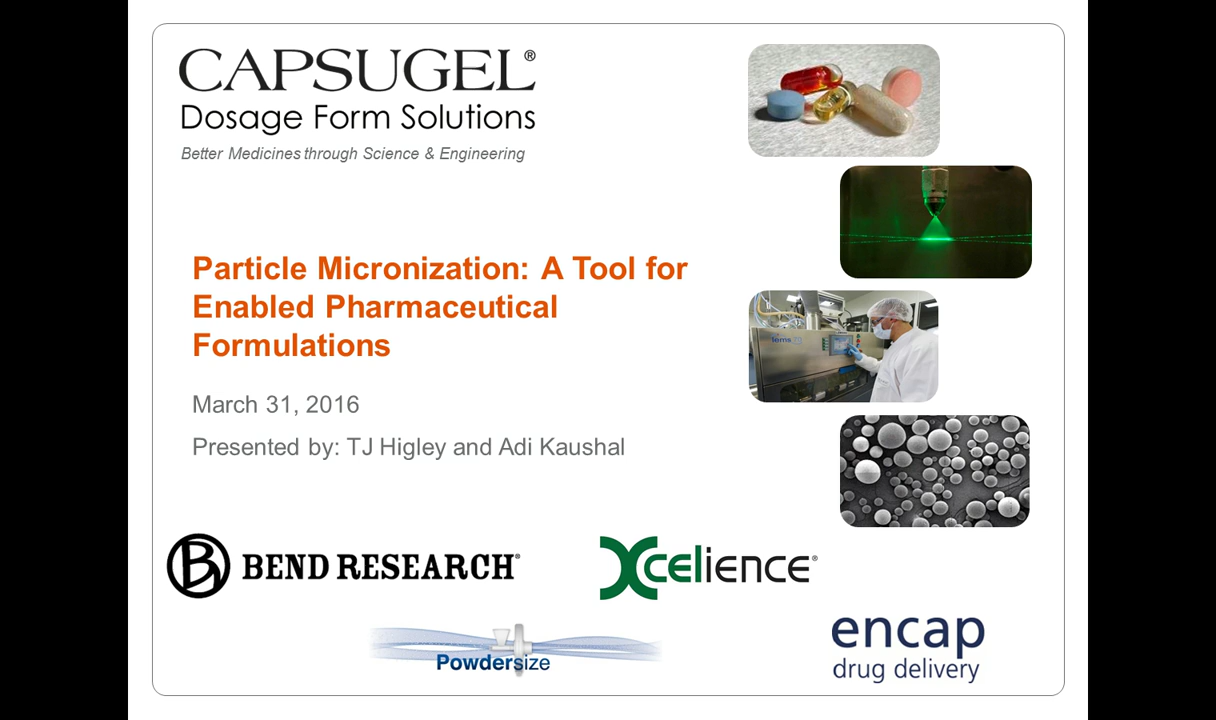 CAPSUGEL®
Dosage Form Solutions
Better Medicines through Science & Engineering
Particle Micronization: A Tool for
Enabled Pharmaceutical
Formulations
March 31, 2016
Presented by: TJ Higley and Adi Kaushal
BEND RESEARCH®
Xcelience®
Powdersize
encap
drug delivery